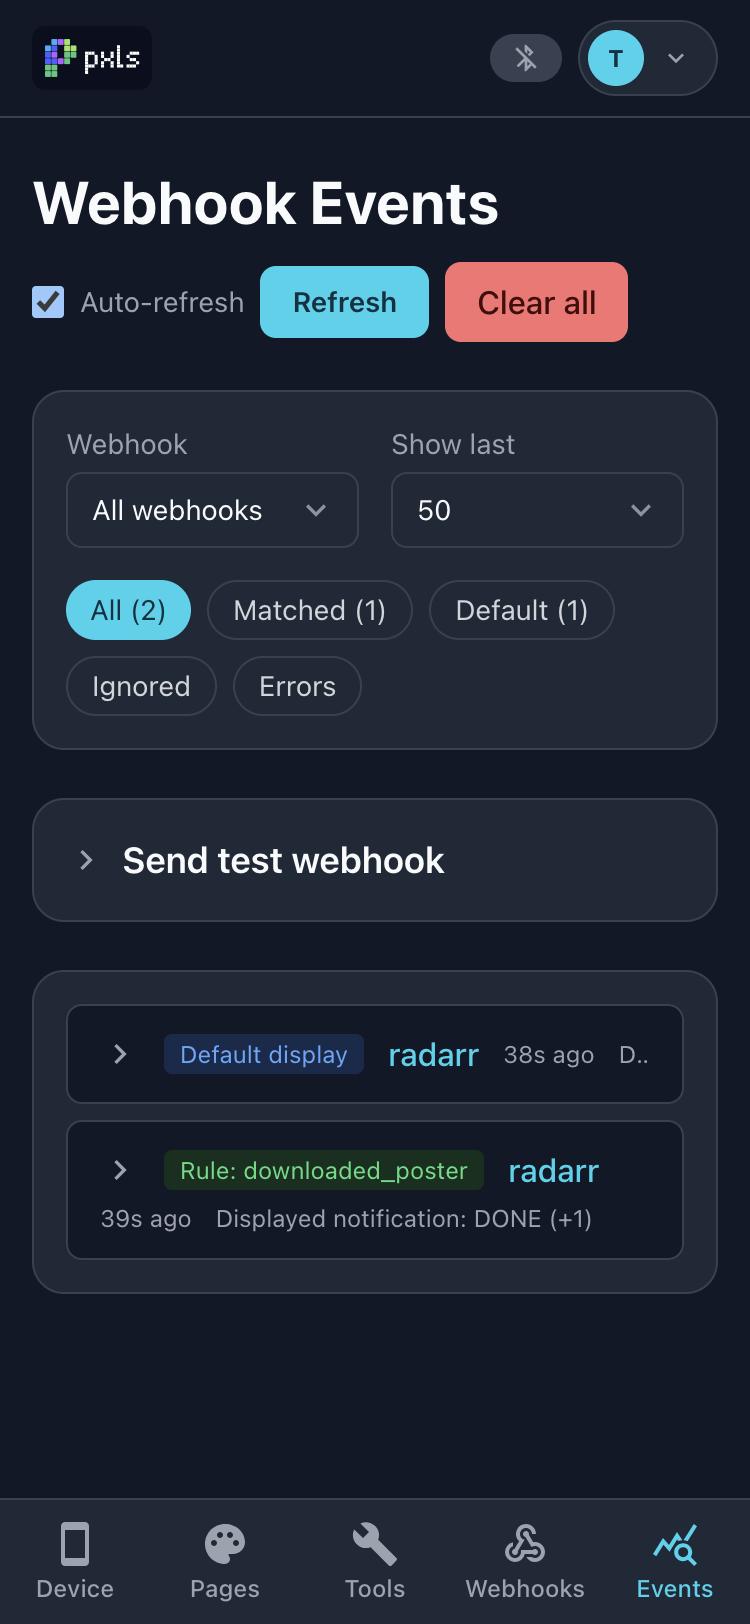 pxls
T
Webhook Events
Auto-refresh
Refresh
Clear all
Webhook
Show last
All webhooks
50
All (2)
Matched (1)
Default (1)
Ignored
Errors
Send test webhook
Default display radarr 38s ago D..
Rule: downloaded_poster radarr
39s ago Displayed notification: DONE (+1)
Device
Pages
Tools
Webhooks
Events